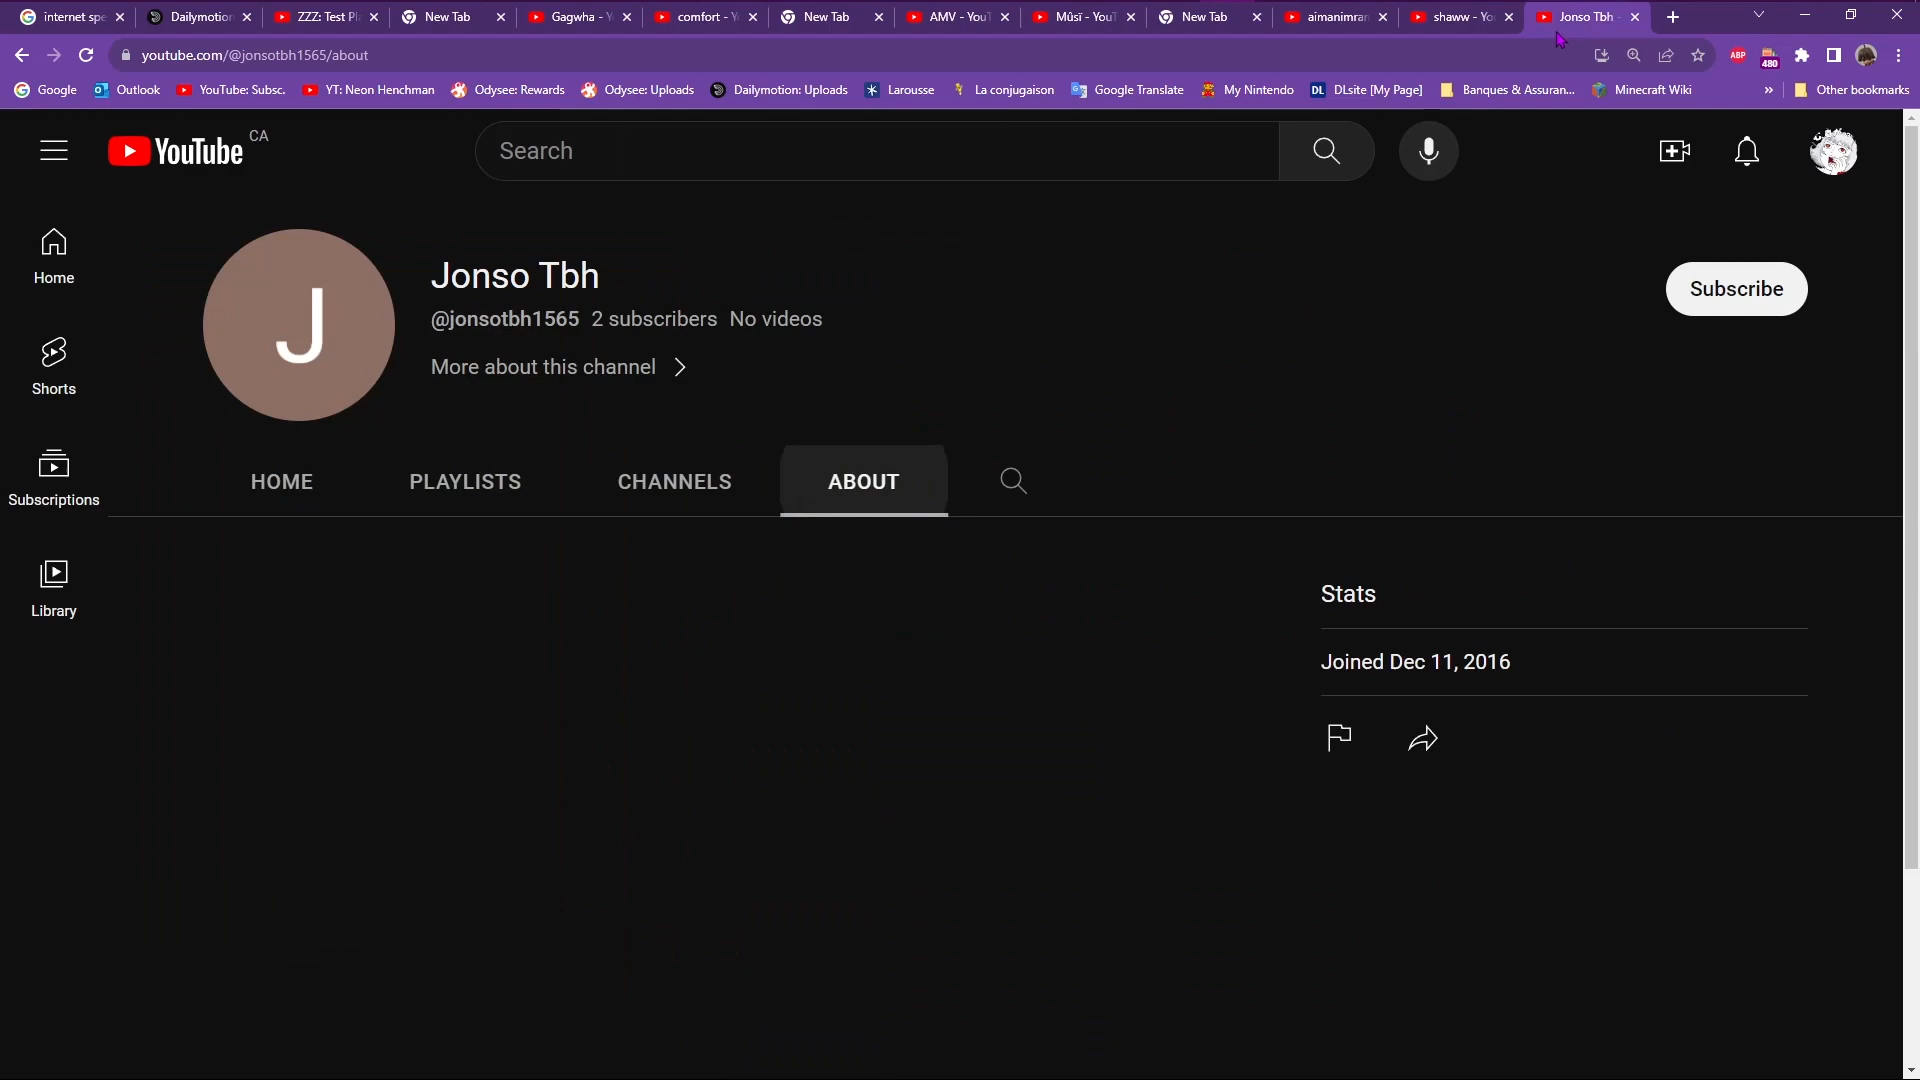 internet spe Dailymotion ZZZ: Test Pl New Tab Gagwha - Y comfort - Y New Tab AMV - YouT Mûsï - YouT New Tab aimanimran shaww - Yo Jonso Tbh -
youtube.com/@jonsotbh1565/about ABP 480
Google Outlook YouTube: Subsc. YT: Neon Henchman Odysee: Rewards Odysee: Uploads Dailymotion: Uploads Larousse La conjugaison Google Translate My Nintendo DL DLsite [My Page] Banques & Assuran... Minecraft Wiki » Other bookmarks
YouTube CA Search
Jonso Tbh
@jonsotbh1565 2 subscribers No videos
More about this channel
Subscribe
J
Home
Shorts
Subscriptions
Library
HOME PLAYLISTS CHANNELS ABOUT
Stats
Joined Dec 11, 2016